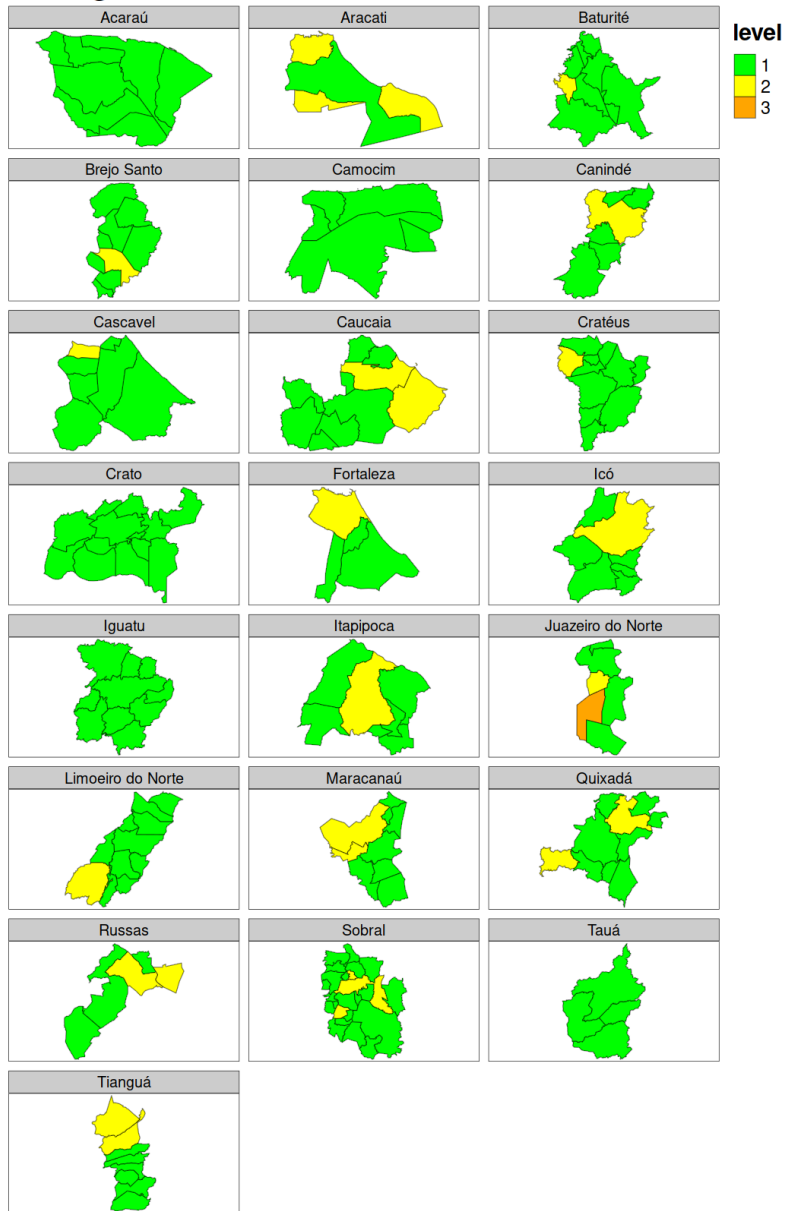 Acaraú
Aracati
Baturité
level
1
2
3
Brejo Santo
Camocim
Canindé
Cascavel
Caucaia
Cratéus
Crato
Fortaleza
Icó
Iguatu
Itapipoca
Juazeiro do Norte
Limoeiro do Norte
Maracanaú
Quixadá
Russas
Sobral
Tauá
Tianguá